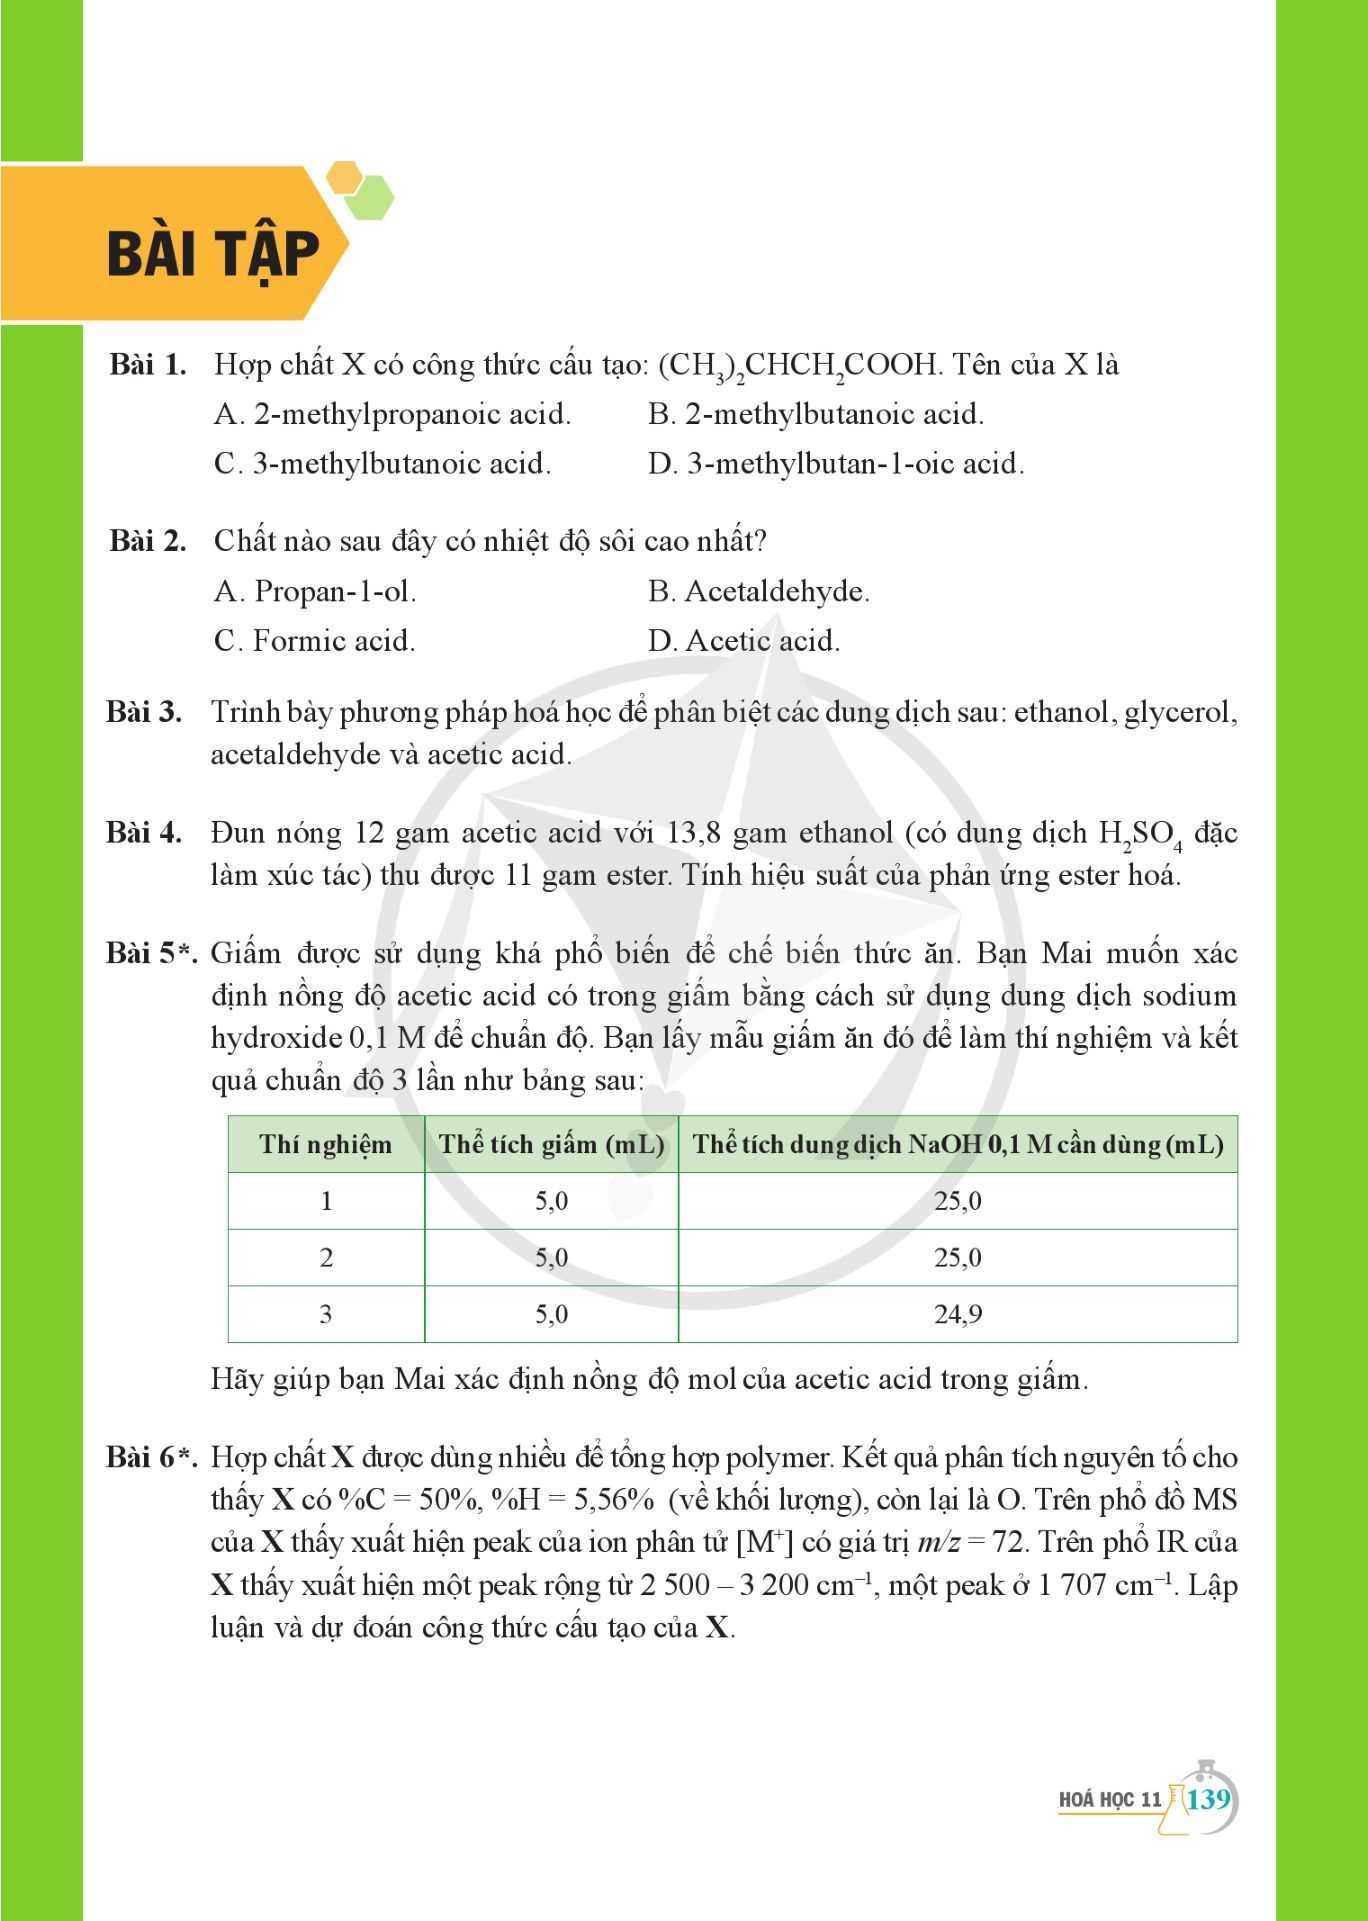 BÀI TẬP
Bài 1. Hợp chất X có công thức cấu tạo: (CH₃)₂CHCH₂COOH. Tên của X là
A. 2-methylpropanoic acid. B. 2-methylbutanoic acid.
C. 3-methylbutanoic acid. D. 3-methylbutan-1-oic acid.
Bài 2. Chất nào sau đây có nhiệt độ sôi cao nhất?
A. Propan-1-ol. B. Acetaldehyde.
C. Formic acid. D. Acetic acid.
Bài 3. Trình bày phương pháp hoá học để phân biệt các dung dịch sau: ethanol, glycerol,
acetaldehyde và acetic acid.
Bài 4. Đun nóng 12 gam acetic acid với 13,8 gam ethanol (có dung dịch H₂SO₄ đặc
làm xúc tác) thu được 11 gam ester. Tính hiệu suất của phản ứng ester hoá.
Bài 5*. Giấm được sử dụng khá phổ biến để chế biến thức ăn. Bạn Mai muốn xác
định nồng độ acetic acid có trong giấm bằng cách sử dụng dung dịch sodium
hydroxide 0,1 M để chuẩn độ. Bạn lấy mẫu giấm ăn đó để làm thí nghiệm và kết
quả chuẩn độ 3 lần như bảng sau:
Thí nghiệm Thể tích giấm (mL) Thể tích dung dịch NaOH 0,1 M cần dùng (mL)
1 5,0 25,0
2 5,0 25,0
3 5,0 24,9
Hãy giúp bạn Mai xác định nồng độ mol của acetic acid trong giấm.
Bài 6*. Hợp chất X được dùng nhiều để tổng hợp polymer. Kết quả phân tích nguyên tố cho
thấy X có %C = 50%, %H = 5,56% (về khối lượng), còn lại là O. Trên phổ đồ MS
của X thấy xuất hiện peak của ion phân tử [M⁺] có giá trị m/z = 72. Trên phổ IR của
X thấy xuất hiện một peak rộng từ 2 500 – 3 200 cm⁻¹, một peak ở 1 707 cm⁻¹. Lập
luận và dự đoán công thức cấu tạo của X.
HOÁ HỌC 11 139